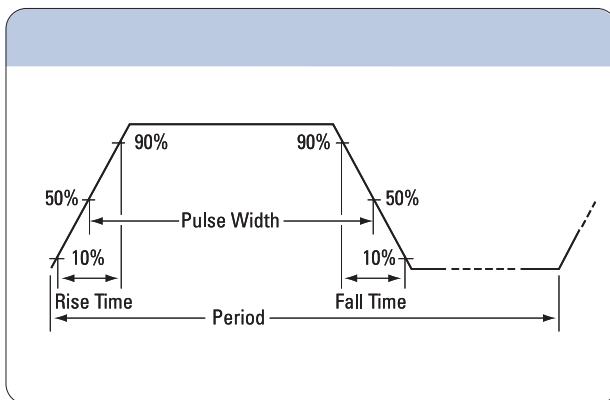 90% 90%
50% 50%
Pulse Width
10% 10%
Rise Time Fall Time
Period